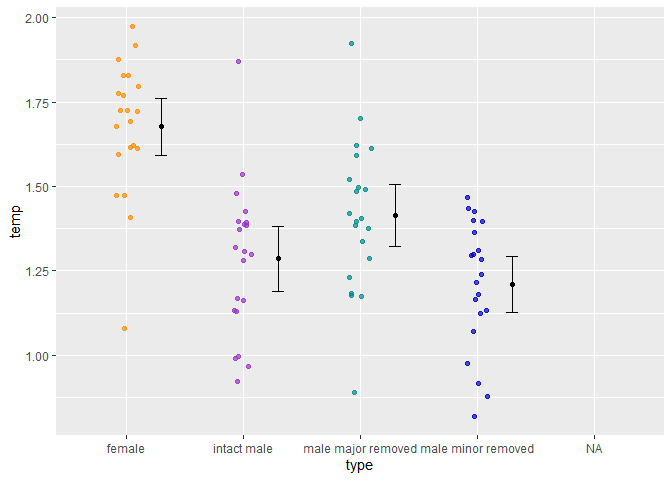 2.00
1.75
1.50
1.25
1.00
temp
female
intact male
male major removed
male minor removed
NA
type